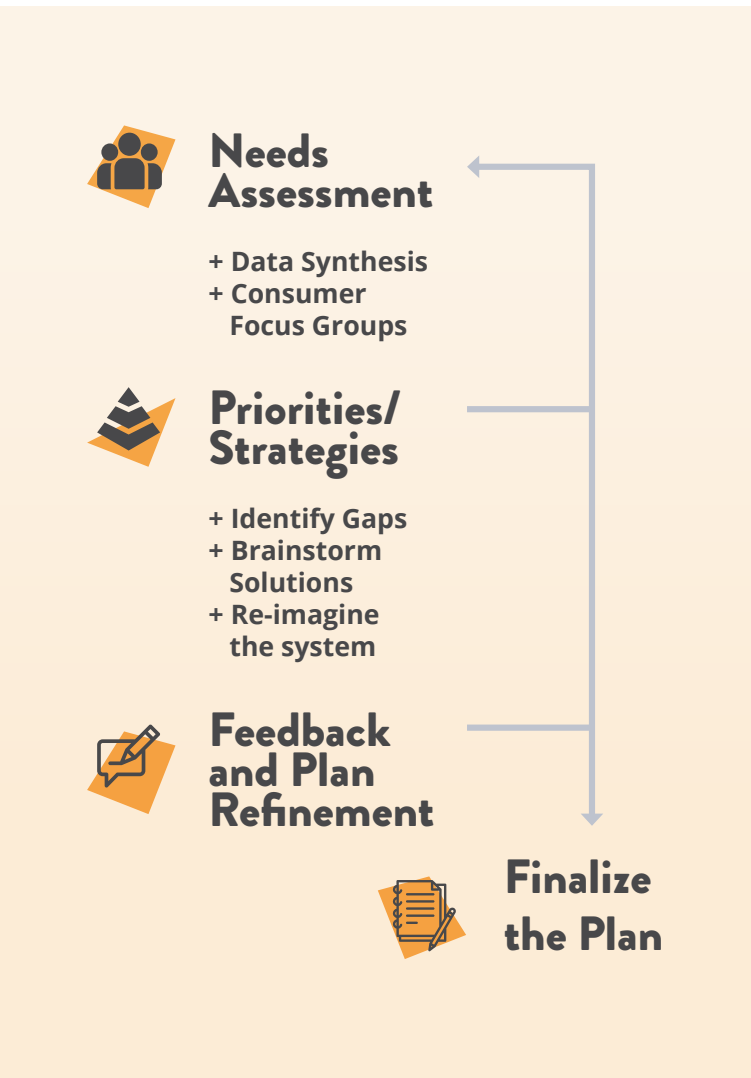 Needs
Assessment
+ Data Synthesis
+ Consumer
Focus Groups
Priorities/
Strategies
+ Identify Gaps
+ Brainstorm
Solutions
+ Re-imagine
the system
Feedback
and Plan
Refinement
Finalize
the Plan